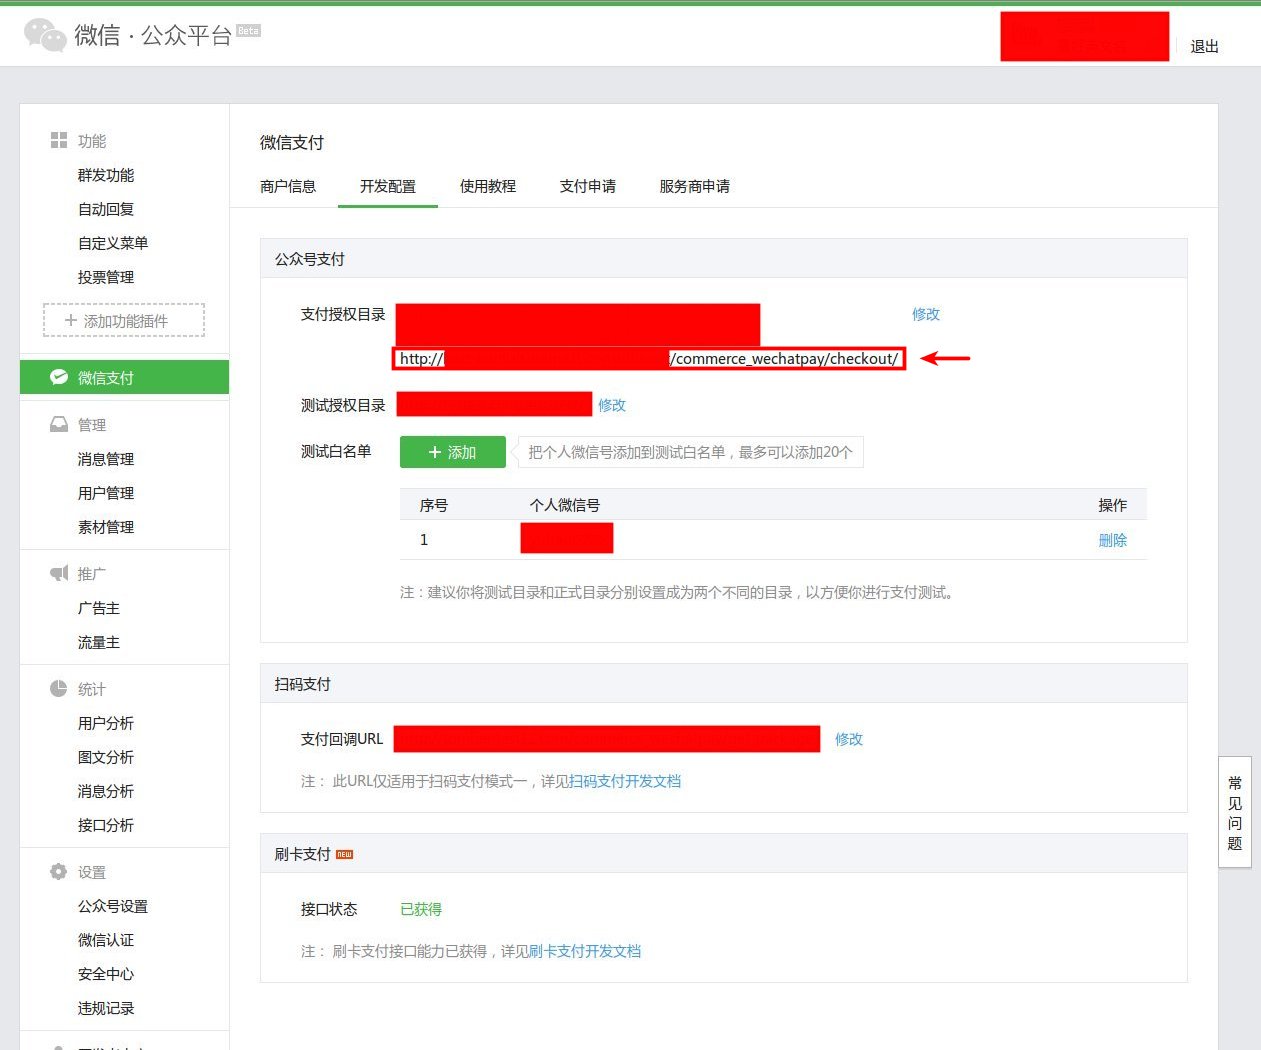 微信 · 公众平台 Beta
退出
功能
群发功能
自动回复
自定义菜单
投票管理
+ 添加功能插件
微信支付
管理
消息管理
用户管理
素材管理
推广
广告主
流量主
统计
用户分析
图文分析
消息分析
接口分析
设置
公众号设置
微信认证
安全中心
违规记录
微信支付
商户信息 开发配置 使用教程 支付申请 服务商申请
公众号支付
支付授权目录 修改
http:// /commerce_wechatpay/checkout/
测试授权目录 修改
测试白名单 + 添加 把个人微信号添加到测试白名单，最多可以添加20个
序号 个人微信号 操作
1 删除
注：建议你将测试目录和正式目录分别设置成为两个不同的目录，以方便你进行支付测试。
扫码支付
支付回调URL 修改
注： 此URL仅适用于扫码支付模式一，详见扫码支付开发文档
刷卡支付 NEW
接口状态 已获得
注： 刷卡支付接口能力已获得，详见刷卡支付开发文档
常见问题